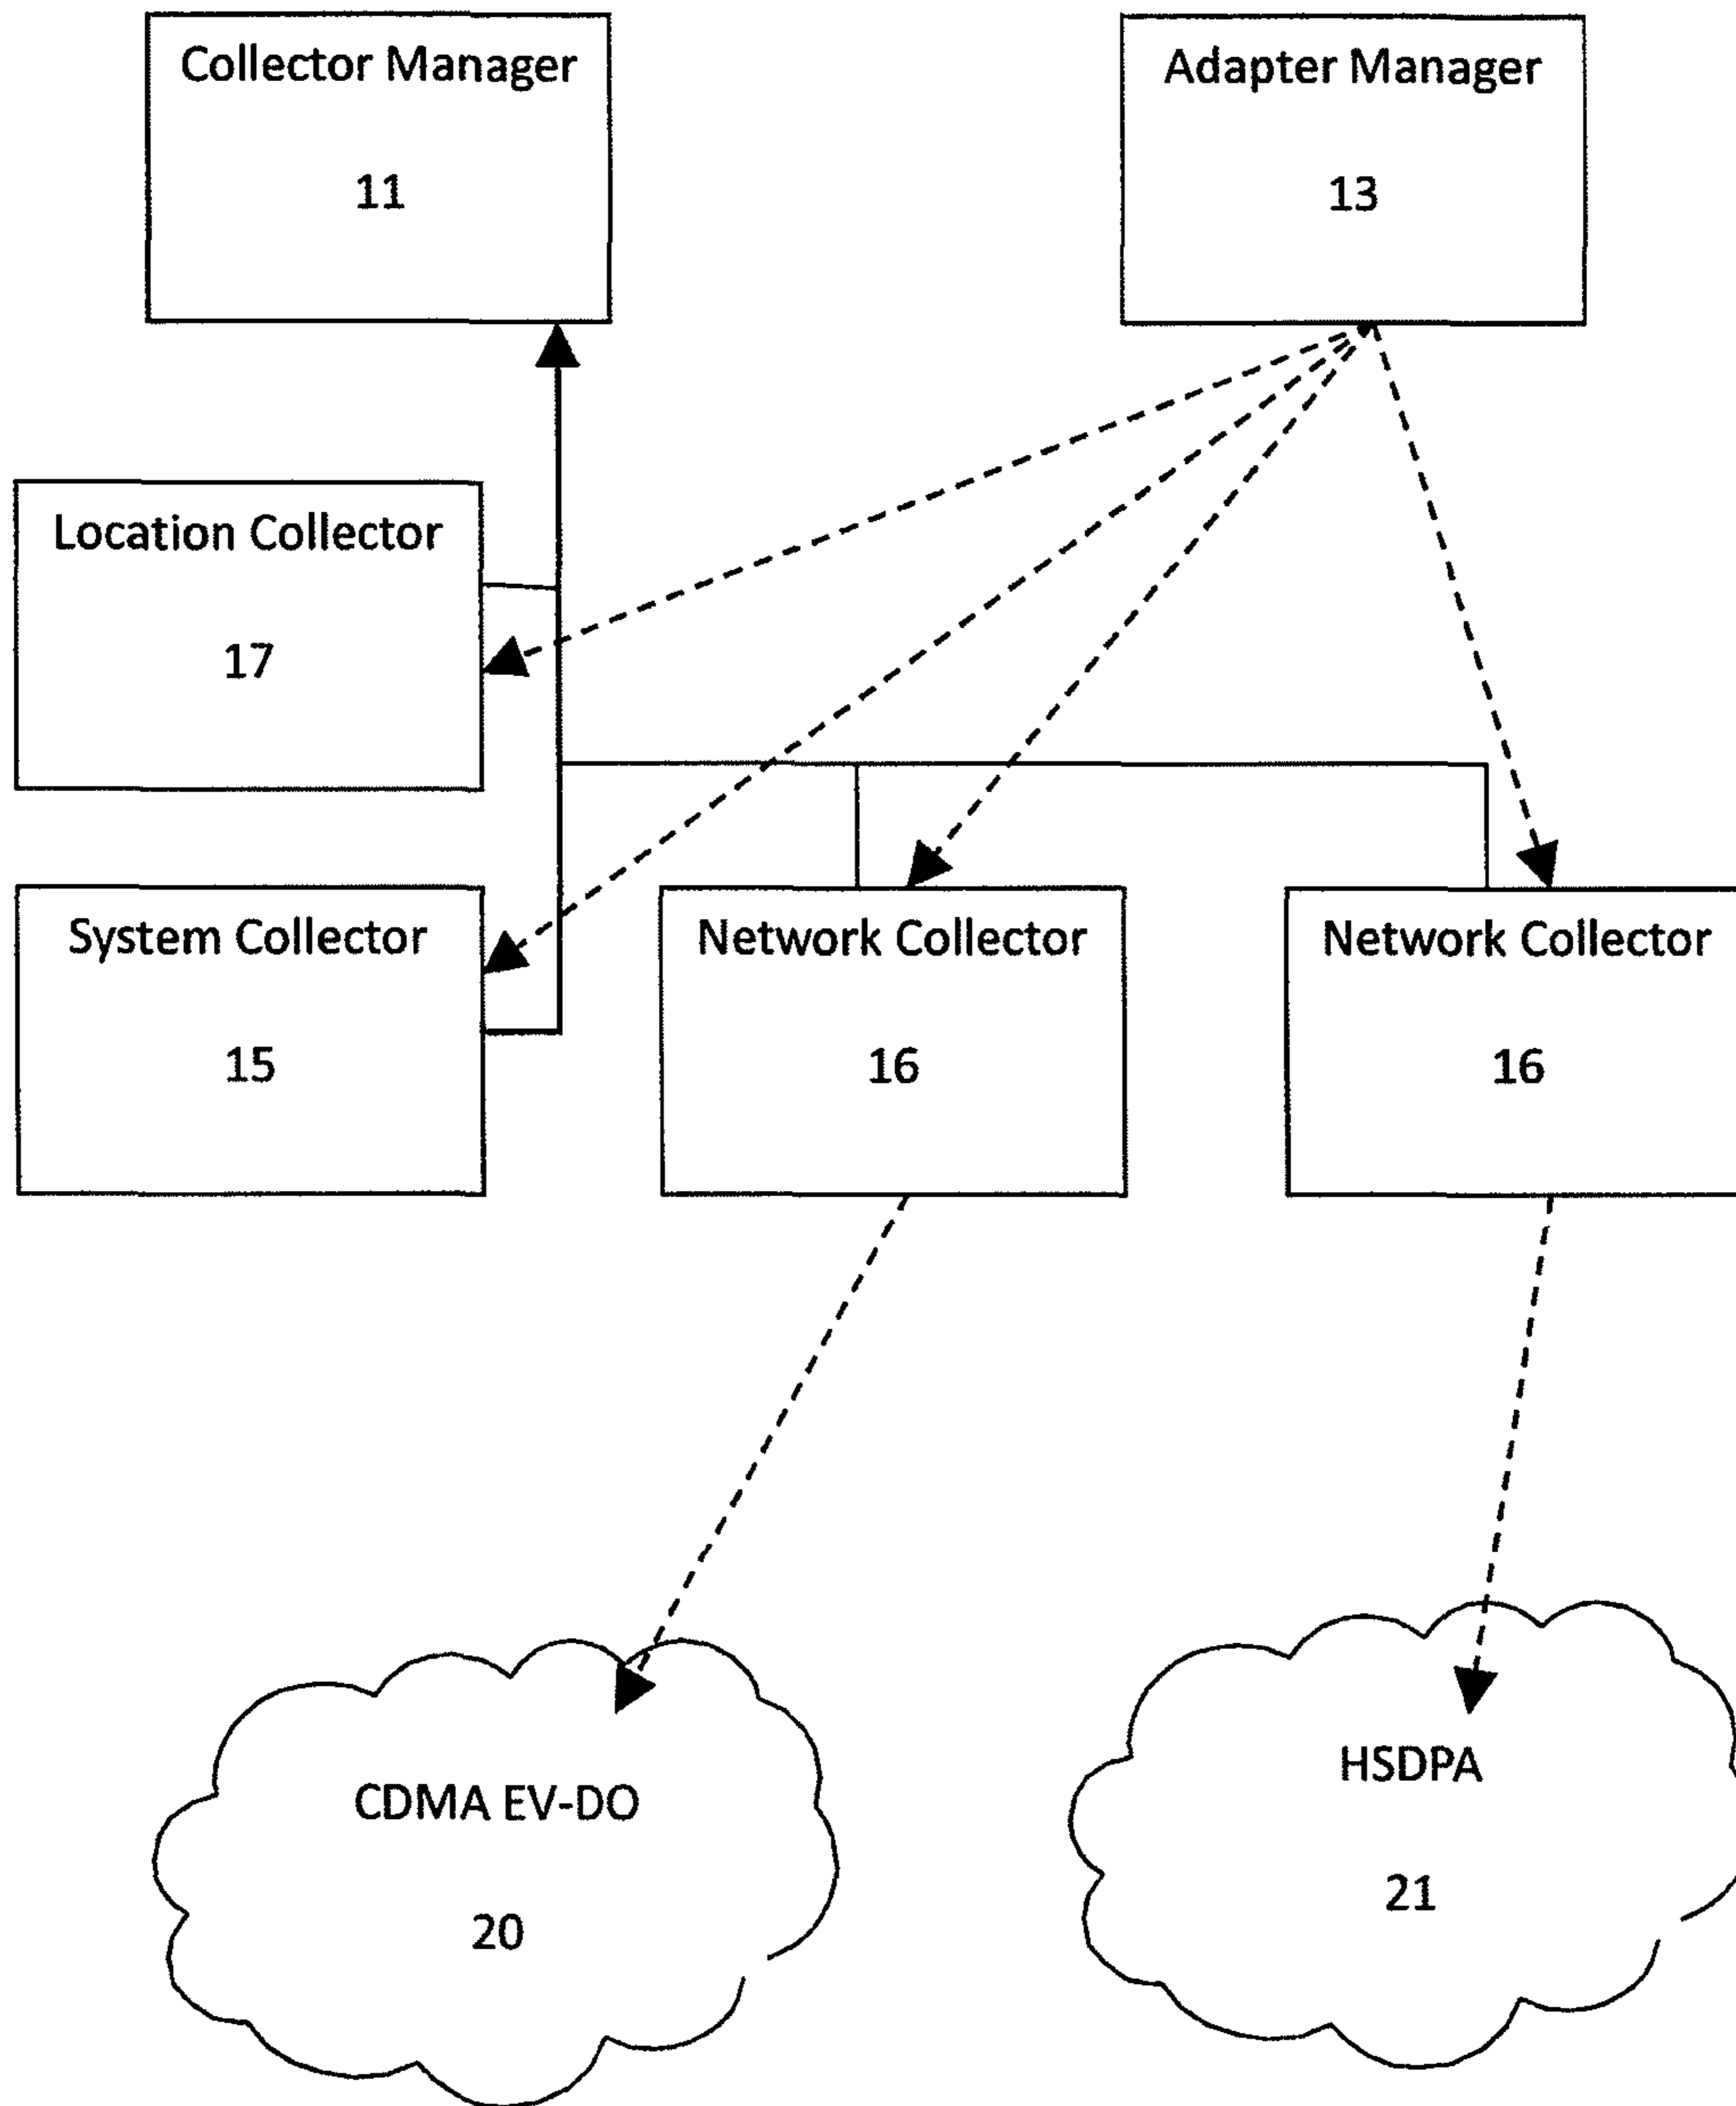 Collector Manager
11
Adapter Manager
13
Location Collector
17
System Collector
15
Network Collector
16
Network Collector
16
CDMA EV-DO
20
HSDPA
21